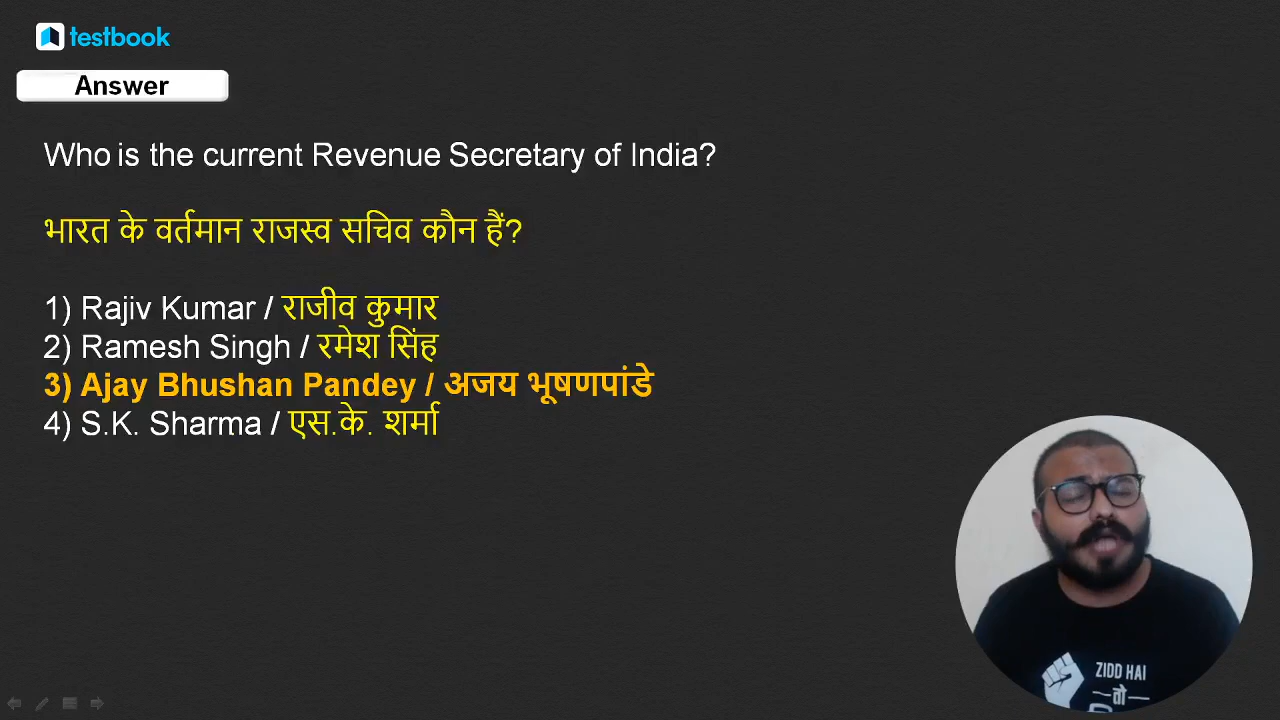 testbook
Answer
Who is the current Revenue Secretary of India?
भारत के वर्तमान राजस्व सचिव कौन हैं?
1) Rajiv Kumar / राजीव कुमार
2) Ramesh Singh / रमेश सिंह
3) Ajay Bhushan Pandey / अजय भूषणपांडे
4) S.K. Sharma / एस.के. शर्मा
ZIDD HAI
तो